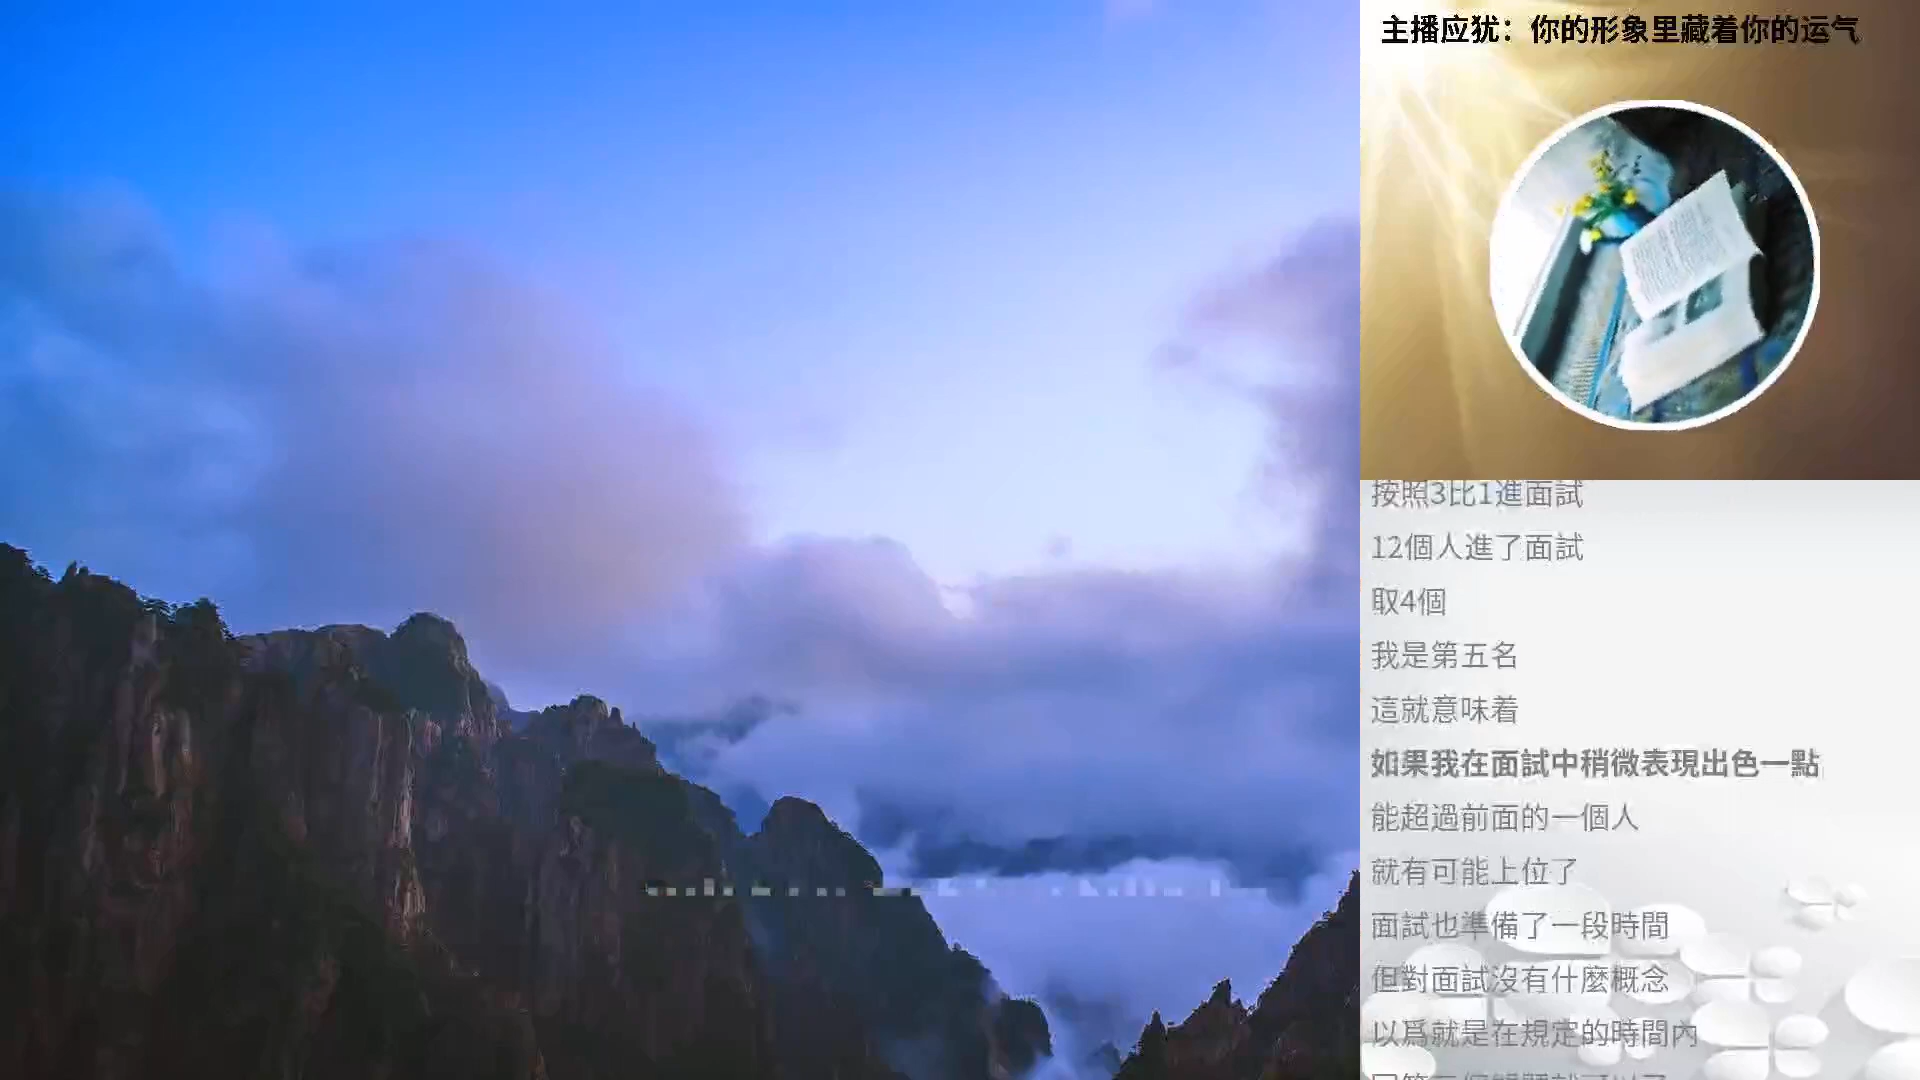 主播应犹：你的形象里藏着你的运气
按照3比1進面試
12個人進了面試
取4個
我是第五名
這就意味着
如果我在面試中稍微表現出色一點
能超過前面的一個人
就有可能上位了
面試也準備了一段時間
但對面試沒有什麼概念
以爲就是在規定的時間內